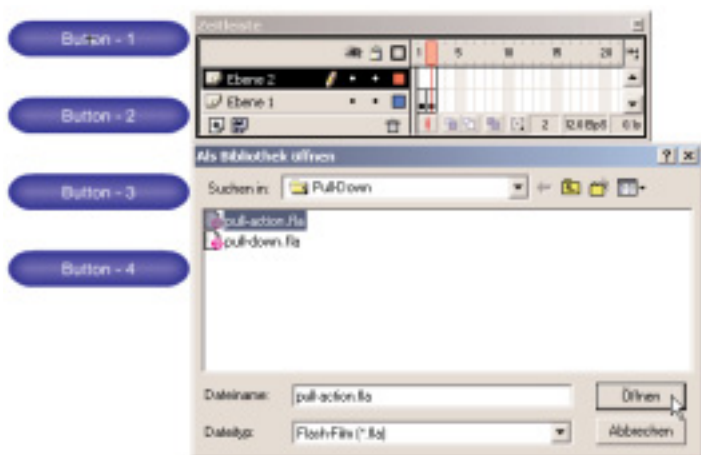 Button - 1
Button - 2
Button - 3
Button - 4
Zeitleiste
1 5 10 15 20
Ebene 2
Ebene 1
2 12.0 Bps
Als Bibliothek öffnen
Suchen in: Pull-Down
pull-action.fla
pull-down.fla
Dateiname: pull-action.fla Öffnen
Dateityp: Flash-Film (*.fla) Abbrechen